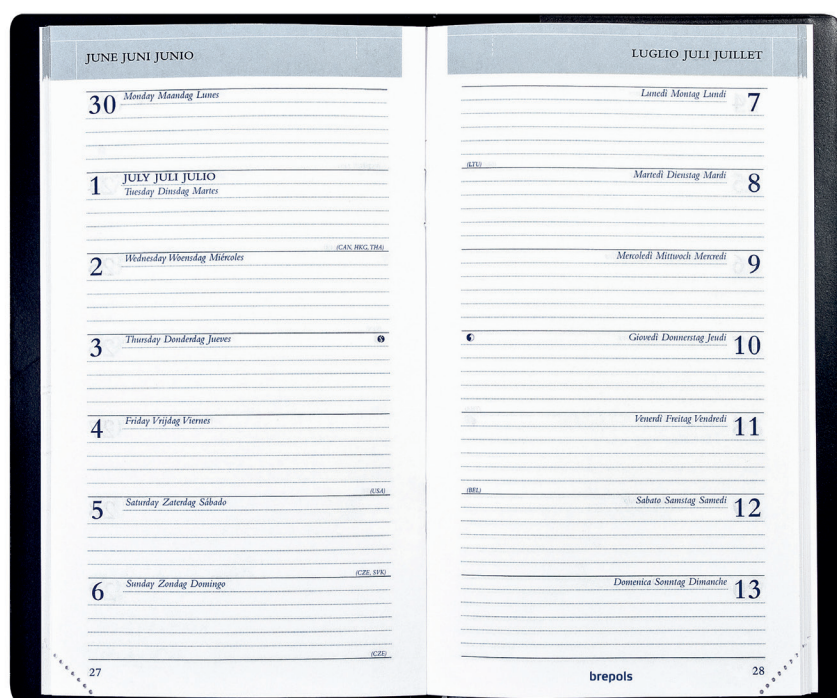 JUNE JUNI JUNIO
30 Monday Maandag Lunes
1 JULY JULI JULIO
Tuesday Dinsdag Martes
(CAN, HKG, THA)
2 Wednesday Woensdag Miércoles
3 Thursday Donderdag Jueves
4 Friday Vrijdag Viernes
(USA)
5 Saturday Zaterdag Sábado
(CZE, SVK)
6 Sunday Zondag Domingo
(CZE)
27
LUGLIO JULI JUILLET
Lunedì Montag Lundi 7
(LTU)
Martedì Dienstag Mardi 8
Mercoledì Mittwoch Mercredi 9
Giovedì Donnerstag Jeudi 10
Venerdì Freitag Vendredi 11
(BEL)
Sabato Samstag Samedi 12
Domenica Sonntag Dimanche 13
brepols
28